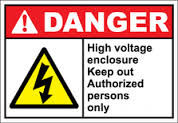 DANGER
High voltage
enclosure
Keep out
Authorized
persons
only